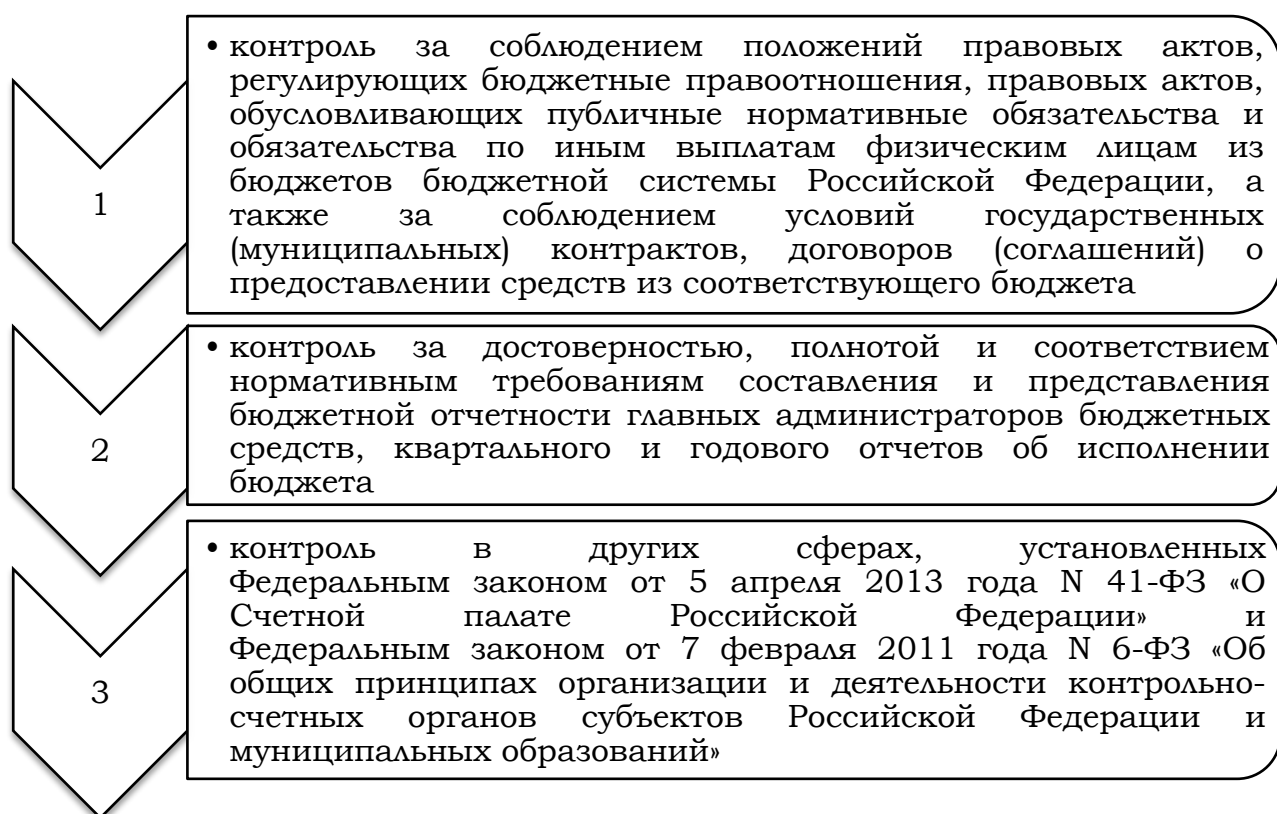 1
• контроль за соблюдением положений правовых актов,
регулирующих бюджетные правоотношения, правовых актов,
обусловливающих публичные нормативные обязательства и
обязательства по иным выплатам физическим лицам из
бюджетов бюджетной системы Российской Федерации, а
также за соблюдением условий государственных
(муниципальных) контрактов, договоров (соглашений) о
предоставлении средств из соответствующего бюджета
2
• контроль за достоверностью, полнотой и соответствием
нормативным требованиям составления и представления
бюджетной отчетности главных администраторов бюджетных
средств, квартального и годового отчетов об исполнении
бюджета
3
• контроль в других сферах, установленных
Федеральным законом от 5 апреля 2013 года N 41-ФЗ «О
Счетной палате Российской Федерации» и
Федеральным законом от 7 февраля 2011 года N 6-ФЗ «Об
общих принципах организации и деятельности контрольно-
счетных органов субъектов Российской Федерации и
муниципальных образований»